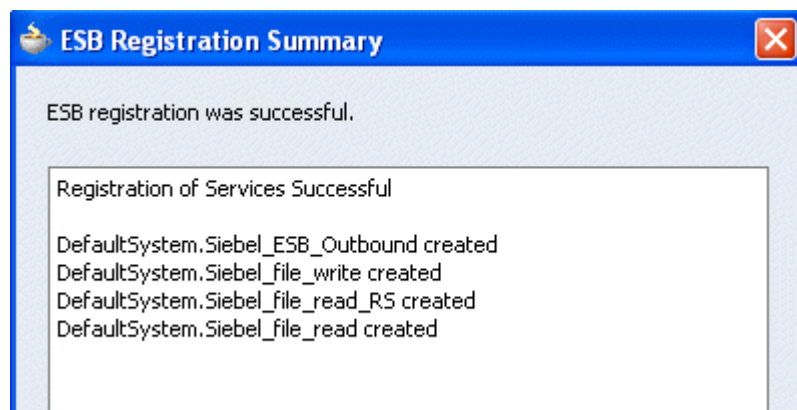 ESB Registration Summary
ESB registration was successful.
Registration of Services Successful
DefaultSystem.Siebel_ESB_Outbound created
DefaultSystem.Siebel_file_write created
DefaultSystem.Siebel_file_read_RS created
DefaultSystem.Siebel_file_read created